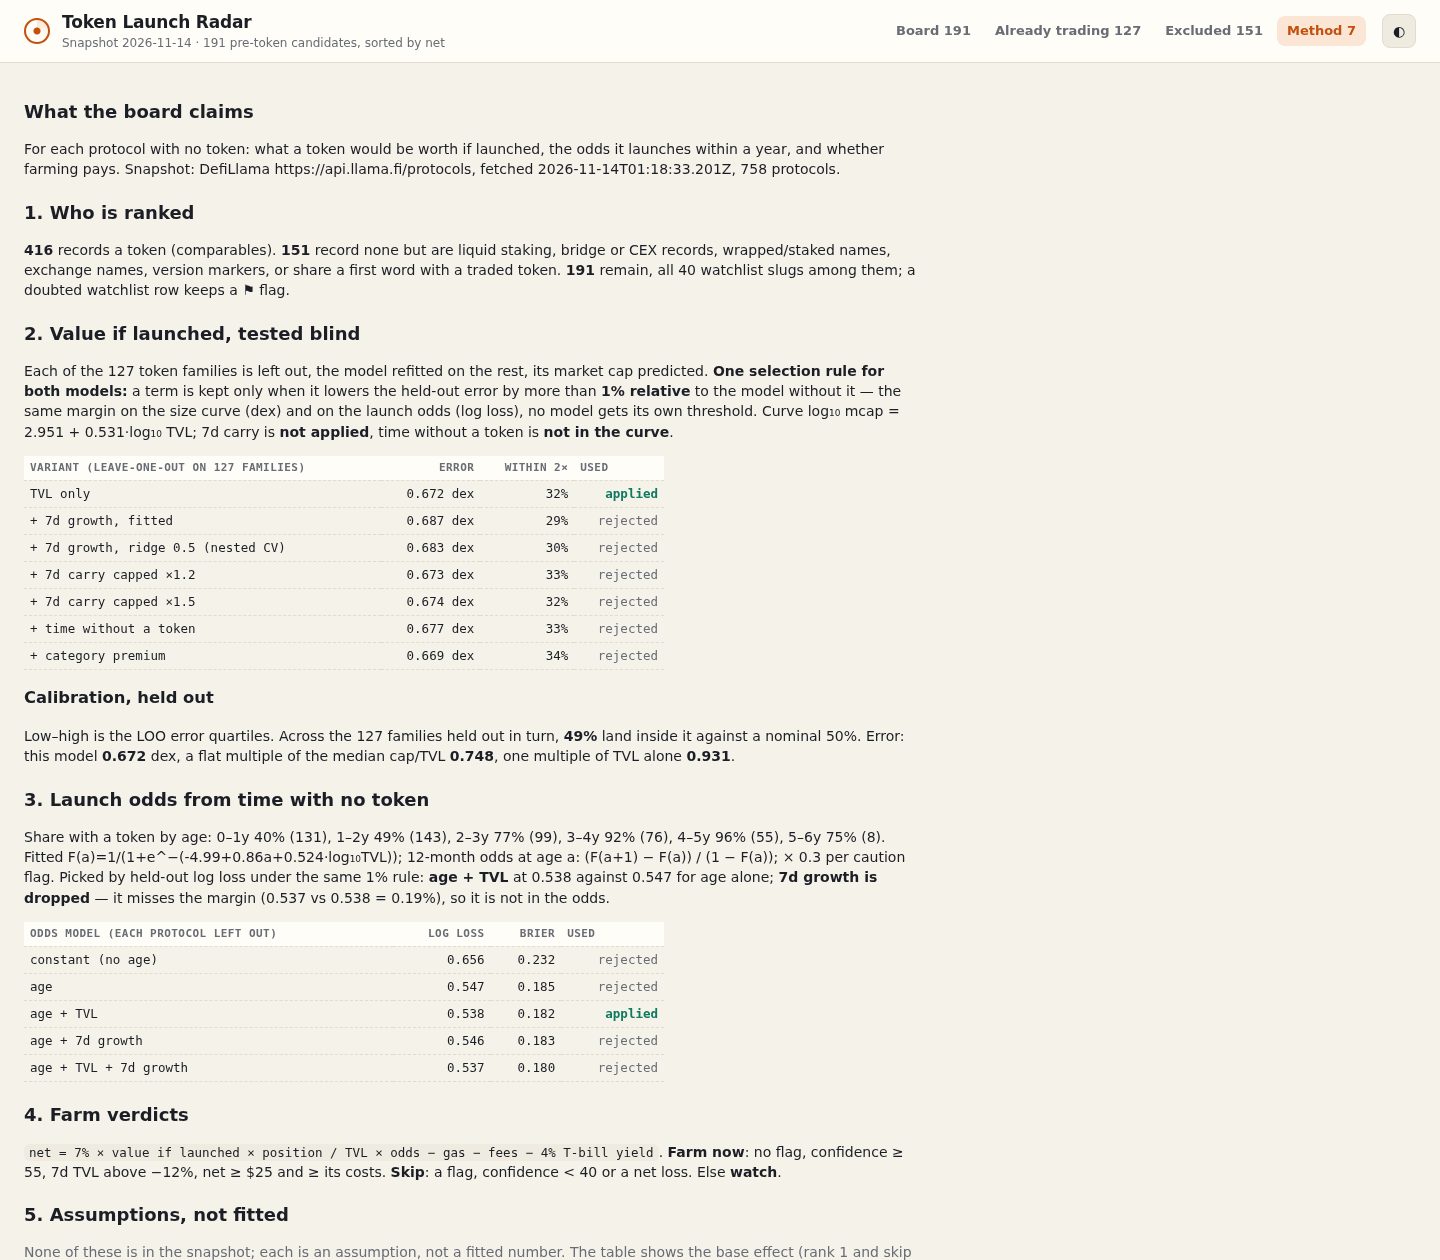 Token Launch Radar
Snapshot 2026-11-14 · 191 pre-token candidates, sorted by net
Board 191 Already trading 127 Excluded 151 Method 7
What the board claims
For each protocol with no token: what a token would be worth if launched, the odds it launches within a year, and whether
farming pays. Snapshot: DefiLlama https://api.llama.fi/protocols, fetched 2026-11-14T01:18:33.201Z, 758 protocols.
1. Who is ranked
416 records a token (comparables). 151 record none but are liquid staking, bridge or CEX records, wrapped/staked names,
exchange names, version markers, or share a first word with a traded token. 191 remain, all 40 watchlist slugs among them; a
doubted watchlist row keeps a ⚑ flag.
2. Value if launched, tested blind
Each of the 127 token families is left out, the model refitted on the rest, its market cap predicted. One selection rule for
both models: a term is kept only when it lowers the held-out error by more than 1% relative to the model without it — the
same margin on the size curve (dex) and on the launch odds (log loss), no model gets its own threshold. Curve log₁₀ mcap =
2.951 + 0.531·log₁₀ TVL; 7d carry is not applied, time without a token is not in the curve.
VARIANT (LEAVE-ONE-OUT ON 127 FAMILIES) ERROR WITHIN 2× USED
TVL only 0.672 dex 32% applied
+ 7d growth, fitted 0.687 dex 29% rejected
+ 7d growth, ridge 0.5 (nested CV) 0.683 dex 30% rejected
+ 7d carry capped ×1.2 0.673 dex 33% rejected
+ 7d carry capped ×1.5 0.674 dex 32% rejected
+ time without a token 0.677 dex 33% rejected
+ category premium 0.669 dex 34% rejected
Calibration, held out
Low–high is the LOO error quartiles. Across the 127 families held out in turn, 49% land inside it against a nominal 50%. Error:
this model 0.672 dex, a flat multiple of the median cap/TVL 0.748, one multiple of TVL alone 0.931.
3. Launch odds from time with no token
Share with a token by age: 0–1y 40% (131), 1–2y 49% (143), 2–3y 77% (99), 3–4y 92% (76), 4–5y 96% (55), 5–6y 75% (8).
Fitted F(a)=1/(1+e^−(-4.99+0.86a+0.524·log₁₀TVL)); 12-month odds at age a: (F(a+1) − F(a)) / (1 − F(a)); × 0.3 per caution
flag. Picked by held-out log loss under the same 1% rule: age + TVL at 0.538 against 0.547 for age alone; 7d growth is
dropped — it misses the margin (0.537 vs 0.538 = 0.19%), so it is not in the odds.
ODDS MODEL (EACH PROTOCOL LEFT OUT) LOG LOSS BRIER USED
constant (no age) 0.656 0.232 rejected
age 0.547 0.185 rejected
age + TVL 0.538 0.182 applied
age + 7d growth 0.546 0.183 rejected
age + TVL + 7d growth 0.537 0.180 rejected
4. Farm verdicts
net = 7% × value if launched × position / TVL × odds − gas − fees − 4% T-bill yield. Farm now: no flag, confidence ≥
55, 7d TVL above −12%, net ≥ $25 and ≥ its costs. Skip: a flag, confidence < 40 or a net loss. Else watch.
5. Assumptions, not fitted
None of these is in the snapshot; each is an assumption, not a fitted number. The table shows the base effect (rank 1 and skip